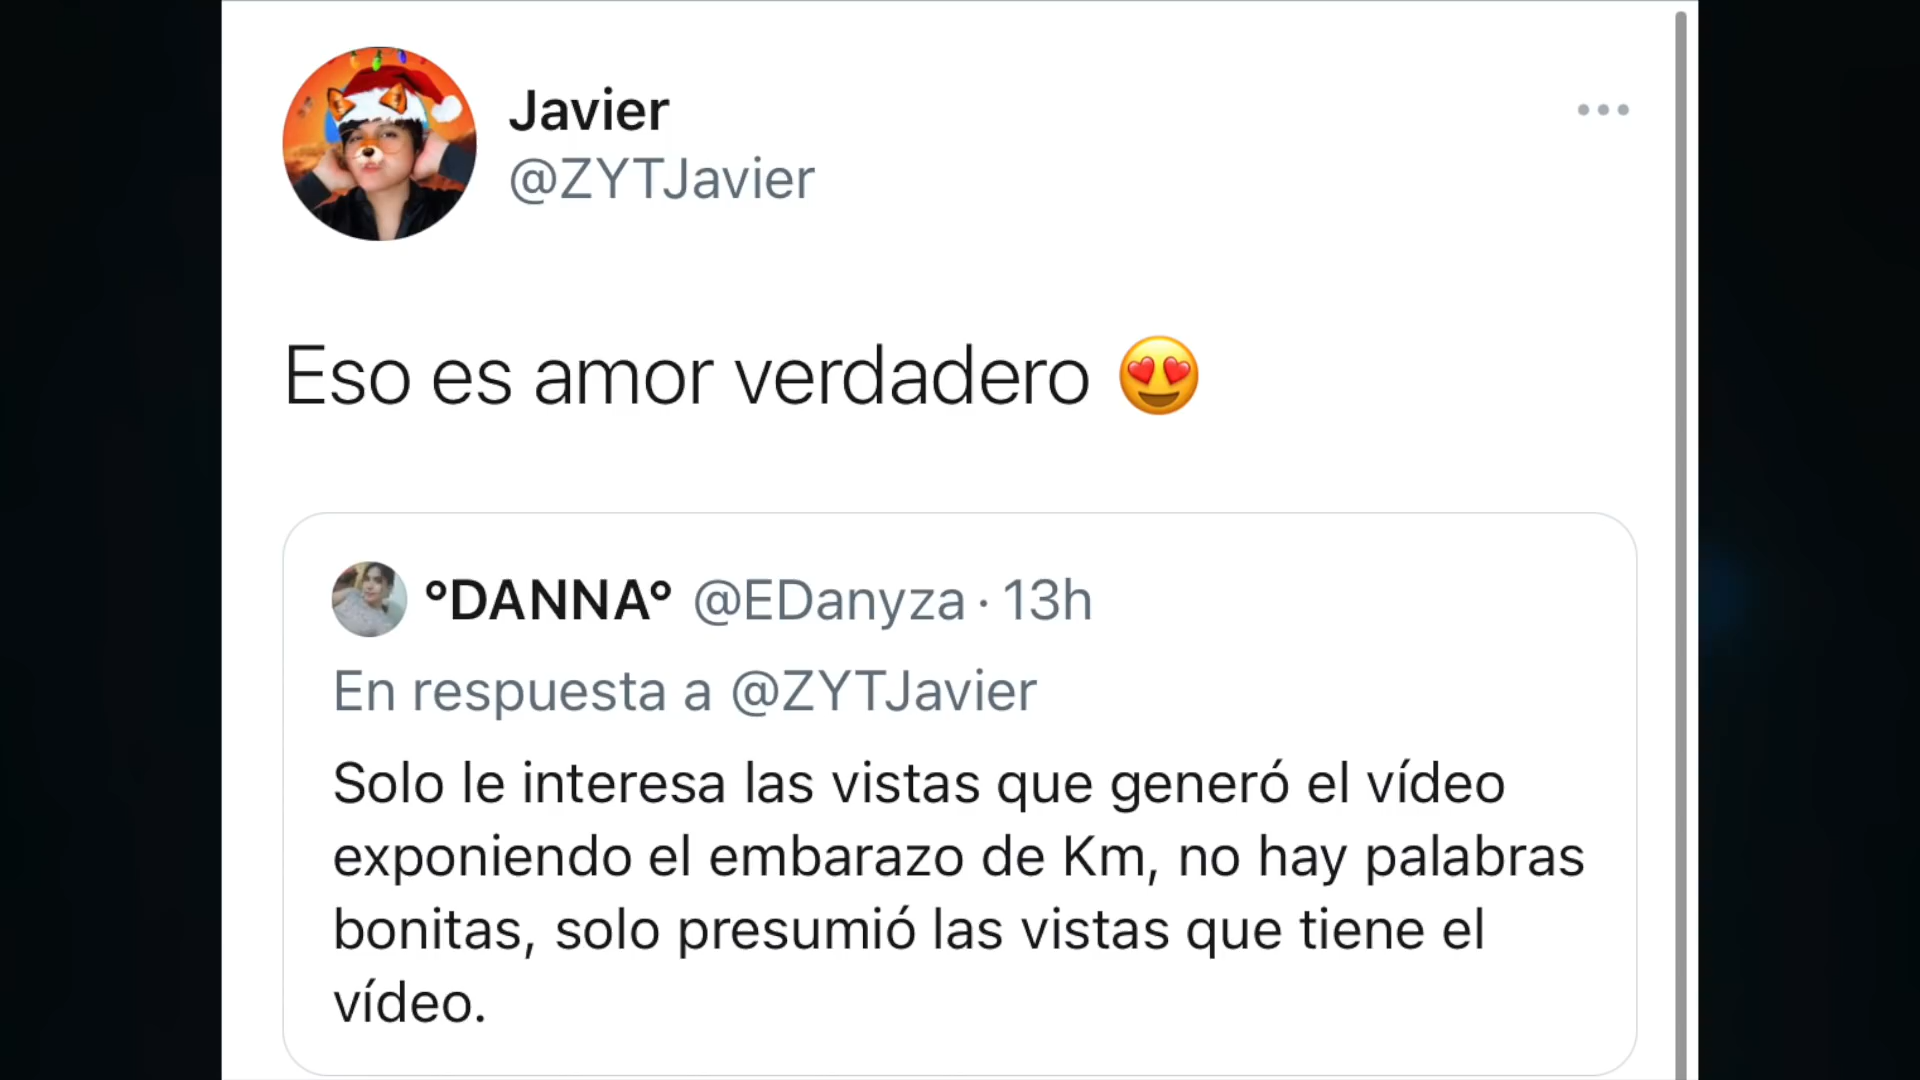 Javier
@ZYTJavier
Eso es amor verdadero 😍
°DANNA° @EDanyza · 13h
En respuesta a @ZYTJavier
Solo le interesa las vistas que generó el vídeo
exponiendo el embarazo de Km, no hay palabras
bonitas, solo presumió las vistas que tiene el
vídeo.